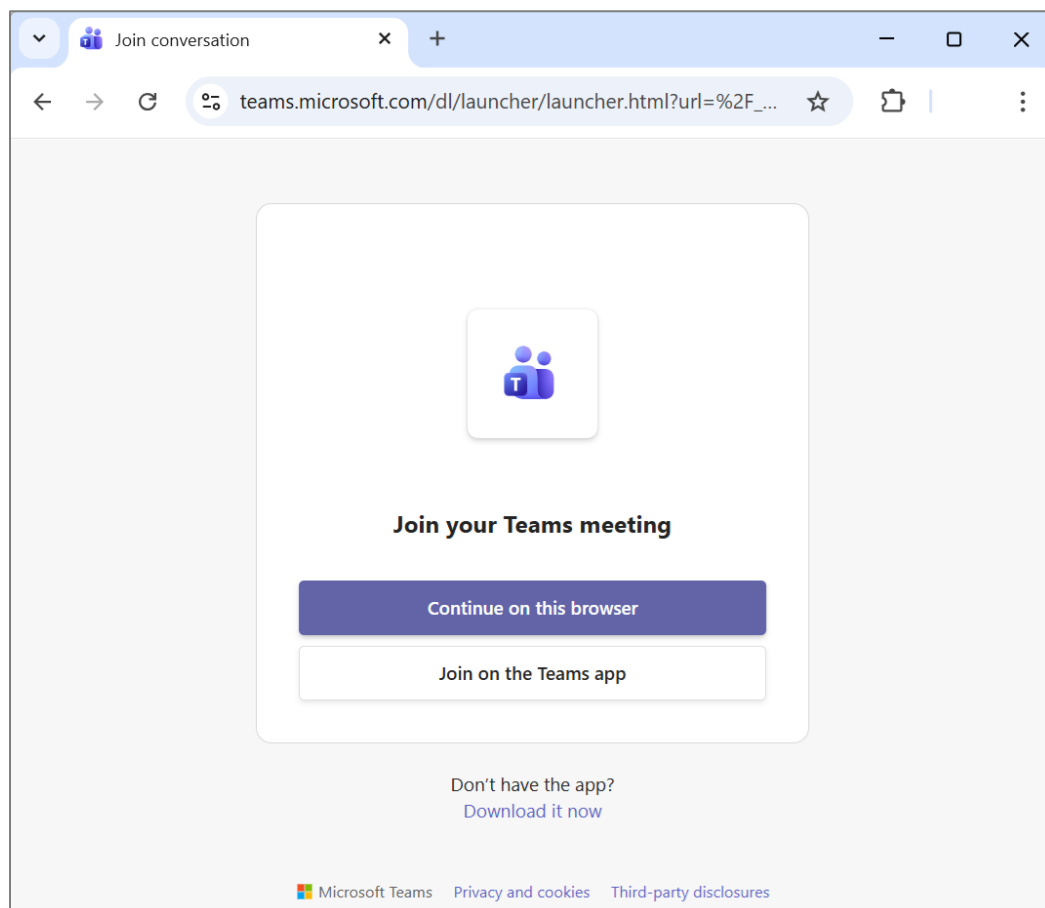 Join conversation
teams.microsoft.com/dl/launcher/launcher.html?url=%2F_...
T
Join your Teams meeting
Continue on this browser
Join on the Teams app
Don't have the app?
Download it now
Microsoft Teams Privacy and cookies Third-party disclosures